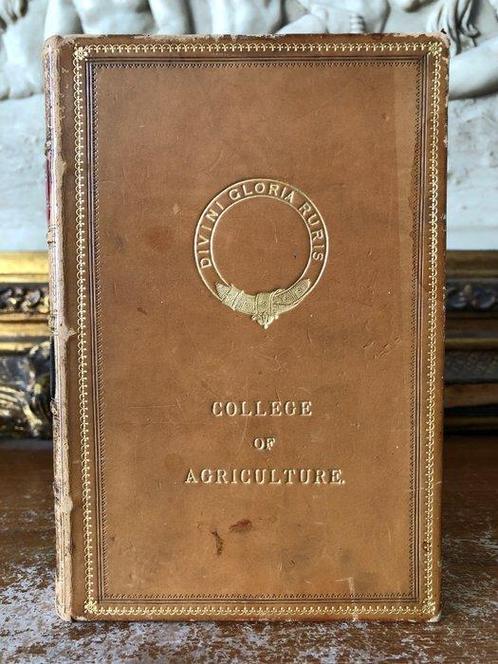 DIVINI GLORIA RURIS
COLLEGE
OF
AGRICULTURE.